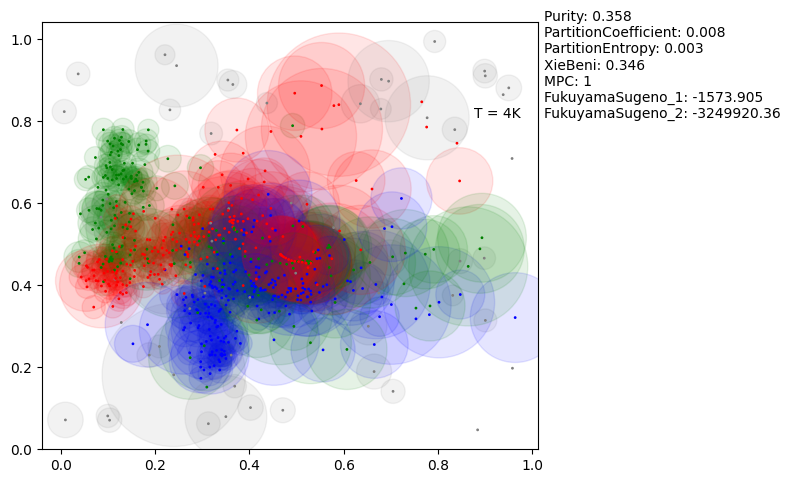 Purity: 0.358
PartitionCoefficient: 0.008
PartitionEntropy: 0.003
XieBeni: 0.346
MPC: 1
FukuyamaSugeno_1: -1573.905
FukuyamaSugeno_2: -3249920.36
T = 4K
1.0
0.8
0.6
0.4
0.2
0.0
0.0 0.2 0.4 0.6 0.8 1.0